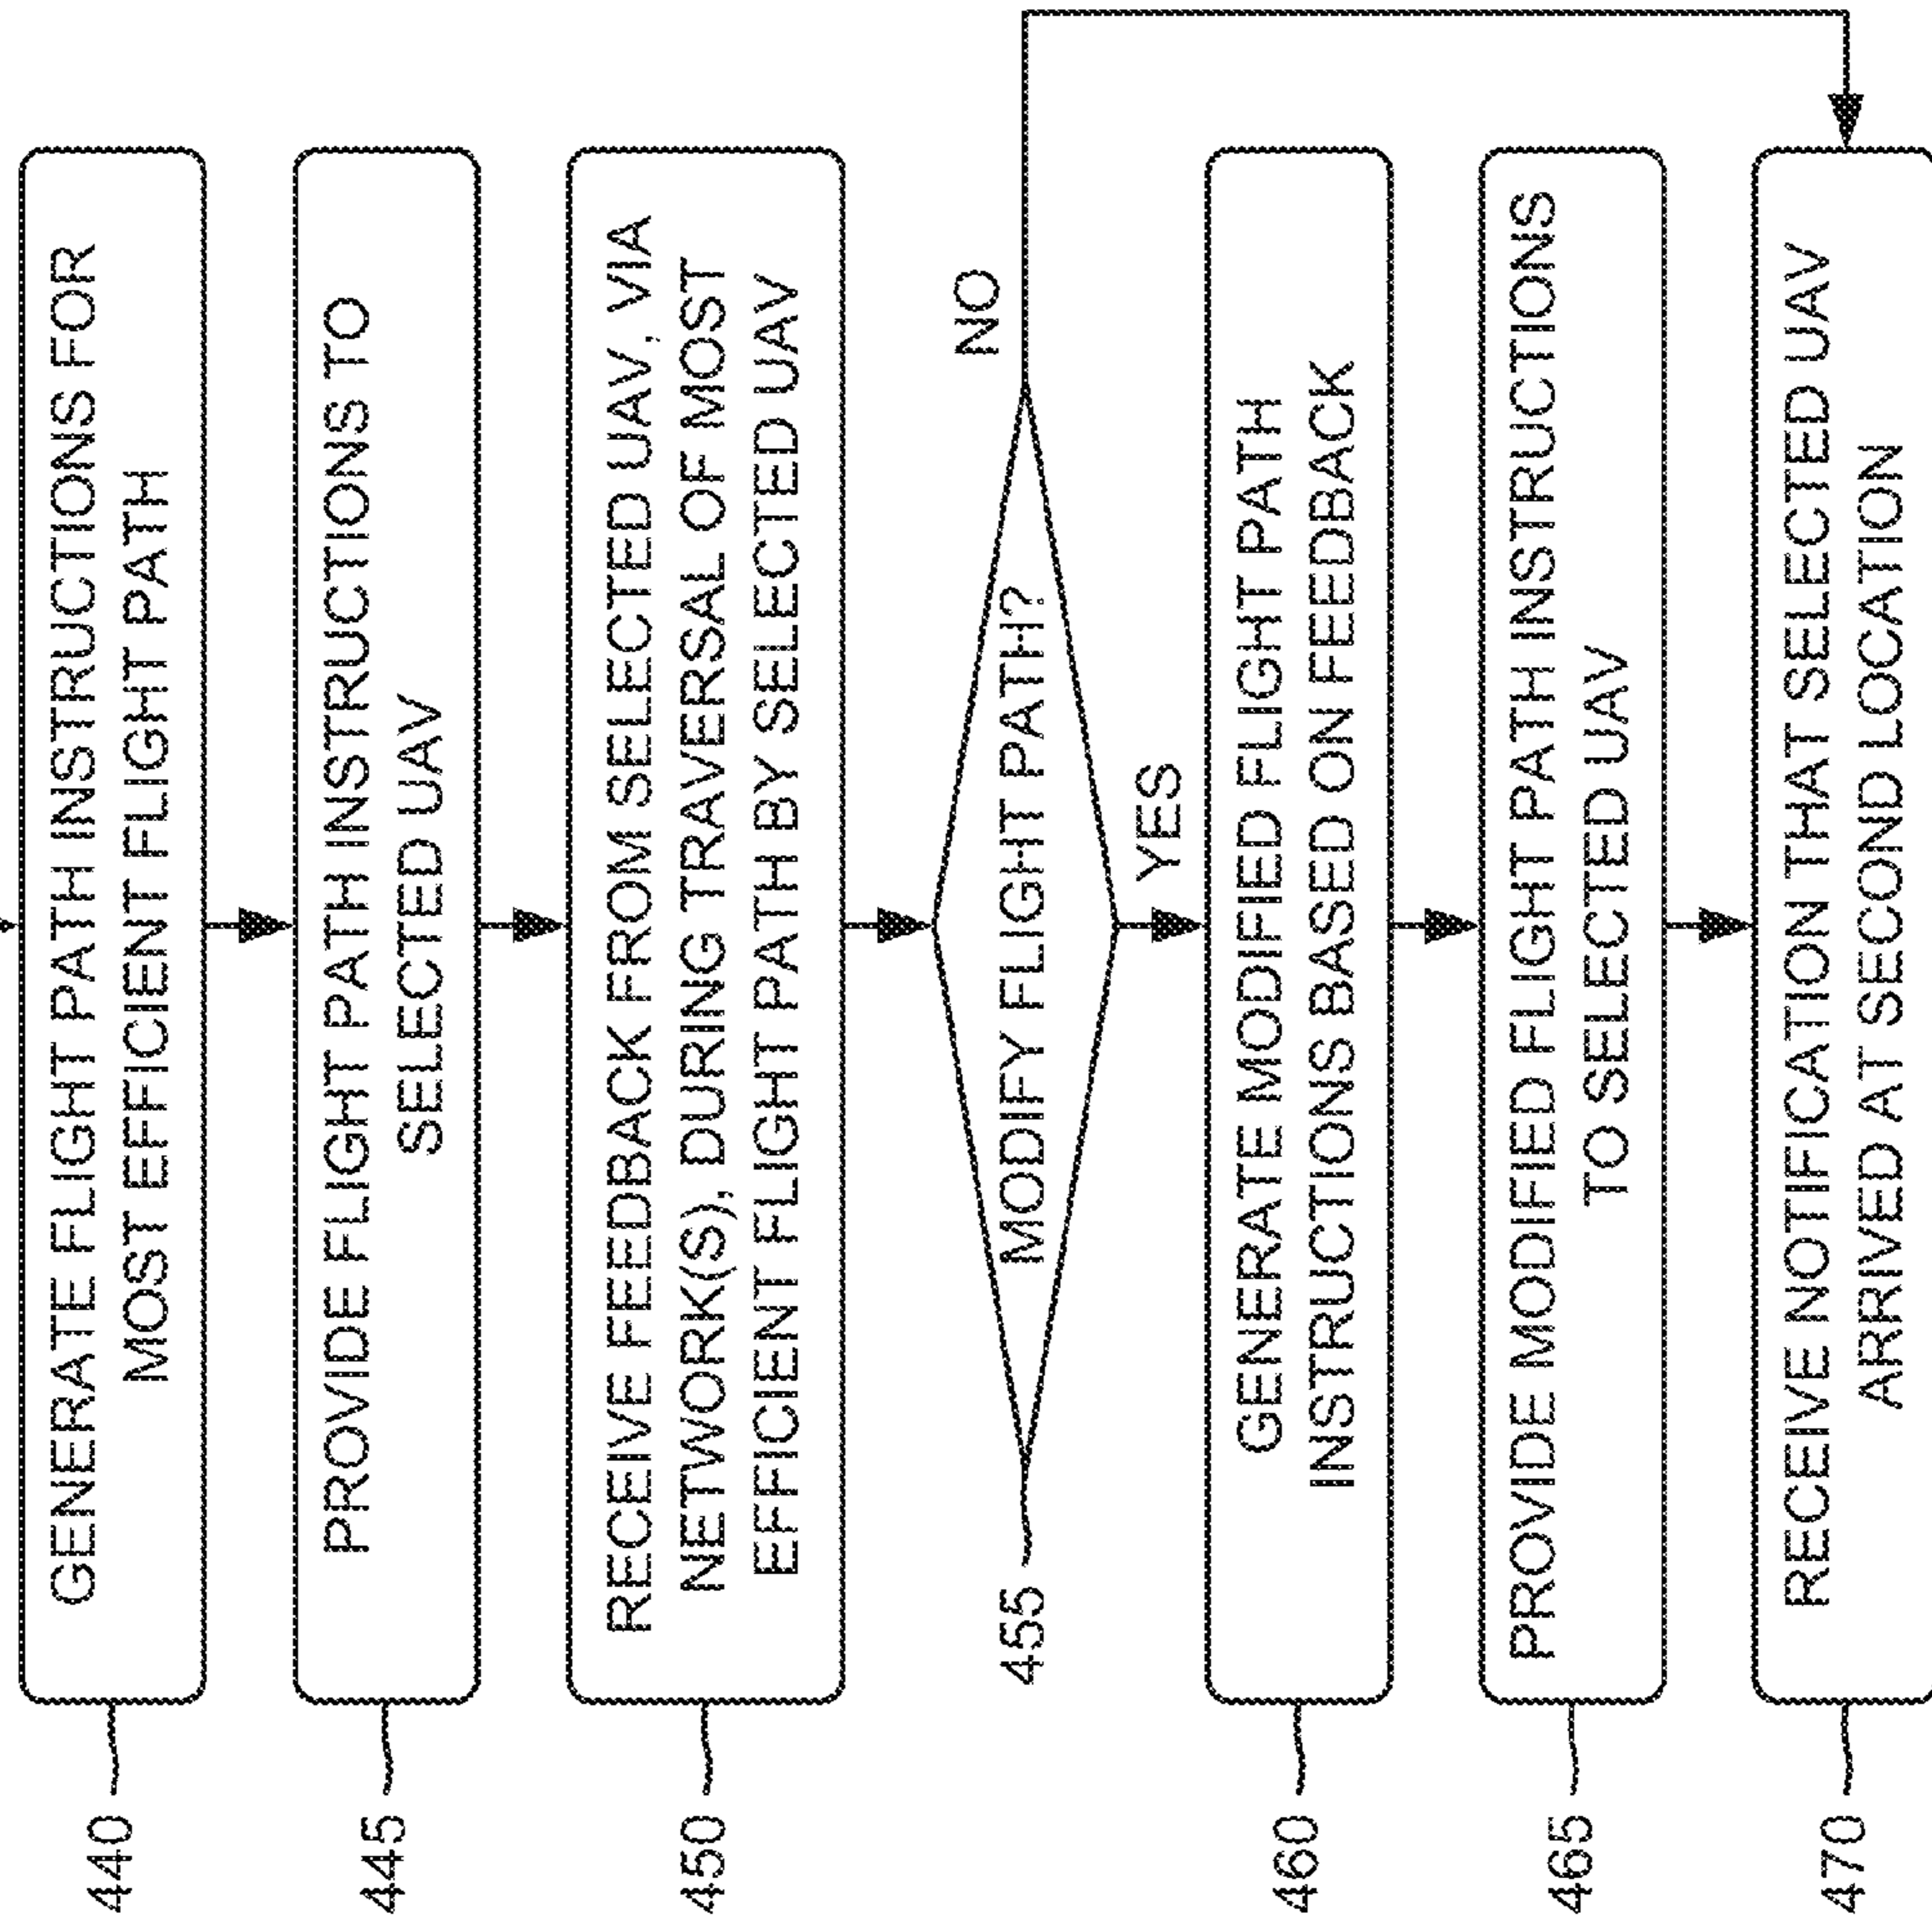 440
GENERATE FLIGHT PATH INSTRUCTIONS FOR
MOST EFFICIENT FLIGHT PATH
445
PROVIDE FLIGHT PATH INSTRUCTIONS TO
SELECTED UAV
450
RECEIVE FEEDBACK FROM SELECTED UAV, VIA
NETWORK(S), DURING TRAVERSAL OF MOST
EFFICIENT FLIGHT PATH BY SELECTED UAV
455
MODIFY FLIGHT PATH?
NO
YES
460
GENERATE MODIFIED FLIGHT PATH
INSTRUCTIONS BASED ON FEEDBACK
465
PROVIDE MODIFIED FLIGHT PATH INSTRUCTIONS
TO SELECTED UAV
470
RECEIVE NOTIFICATION THAT SELECTED UAV
ARRIVED AT SECOND LOCATION